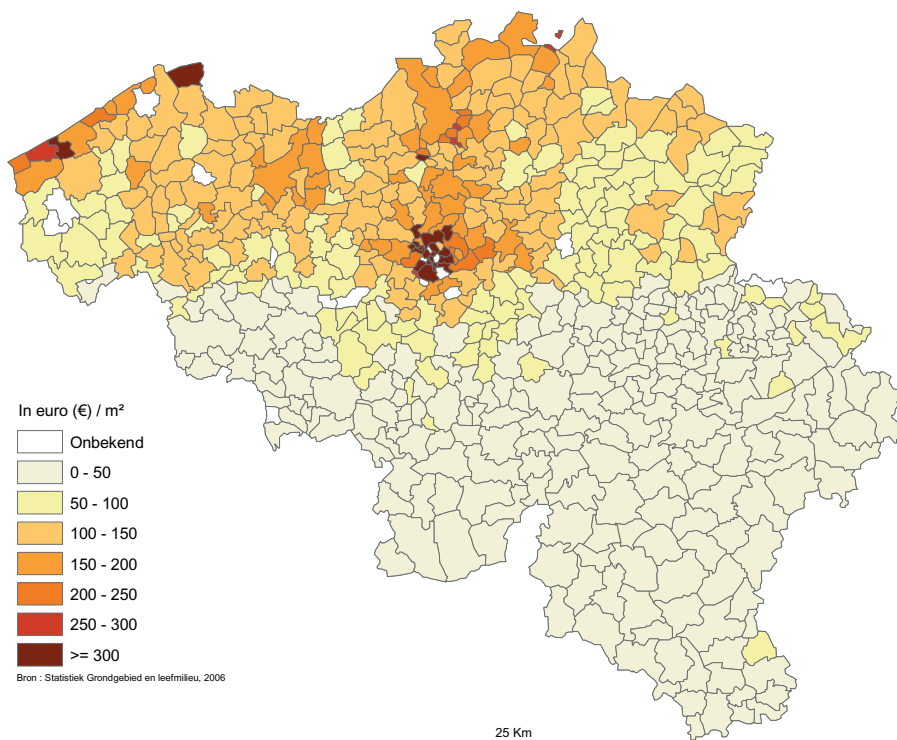 In euro (€) / m²
Onbekend
0 - 50
50 - 100
100 - 150
150 - 200
200 - 250
250 - 300
>= 300
Bron : Statistiek Grondgebied en leefmilieu, 2006
25 Km